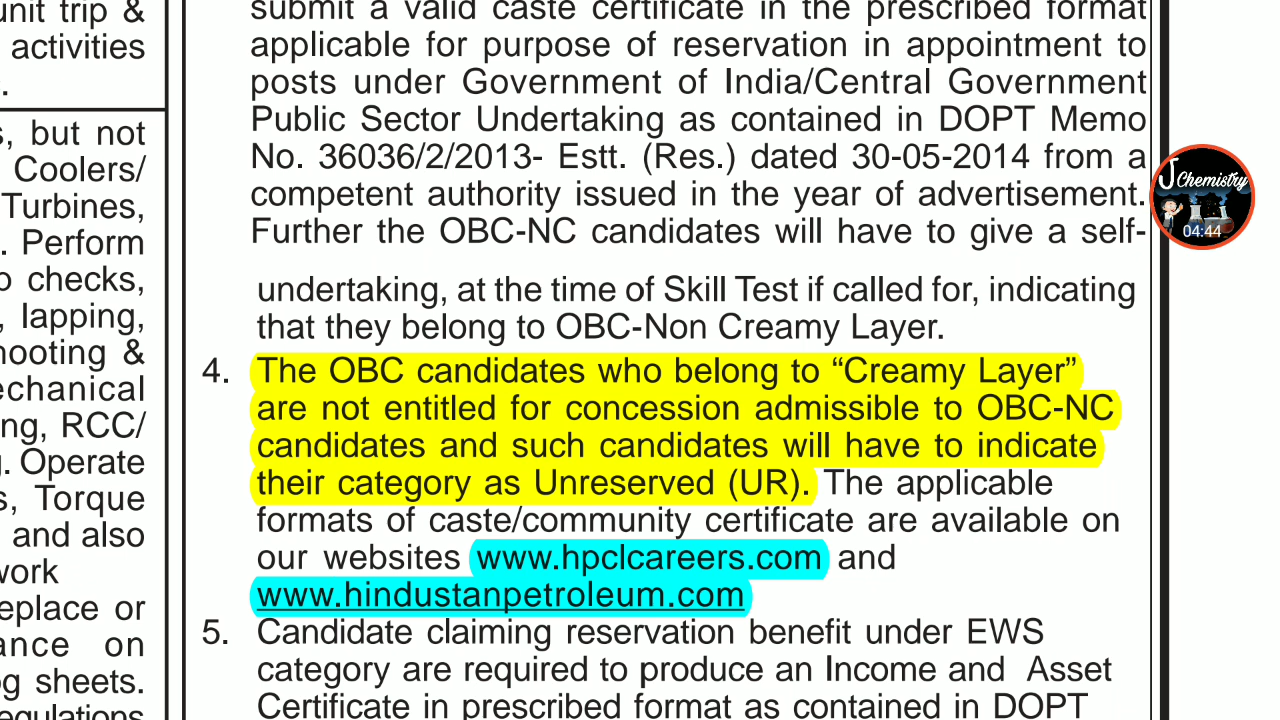 unit trip &
activities
.
s, but not
Coolers/
Turbines,
. Perform
o checks,
, lapping,
hooting &
echanical
ng, RCC/
. Operate
s, Torque
and also
work
eplace or
ance on
og sheets.
egulations
submit a valid caste certificate in the prescribed format
applicable for purpose of reservation in appointment to
posts under Government of India/Central Government
Public Sector Undertaking as contained in DOPT Memo
No. 36036/2/2013- Estt. (Res.) dated 30-05-2014 from a
competent authority issued in the year of advertisement.
Further the OBC-NC candidates will have to give a self-
undertaking, at the time of Skill Test if called for, indicating
that they belong to OBC-Non Creamy Layer.
4. The OBC candidates who belong to “Creamy Layer”
are not entitled for concession admissible to OBC-NC
candidates and such candidates will have to indicate
their category as Unreserved (UR). The applicable
formats of caste/community certificate are available on
our websites www.hpclcareers.com and
www.hindustanpetroleum.com
5. Candidate claiming reservation benefit under EWS
category are required to produce an Income and Asset
Certificate in prescribed format as contained in DOPT
J Chemistry
04:44